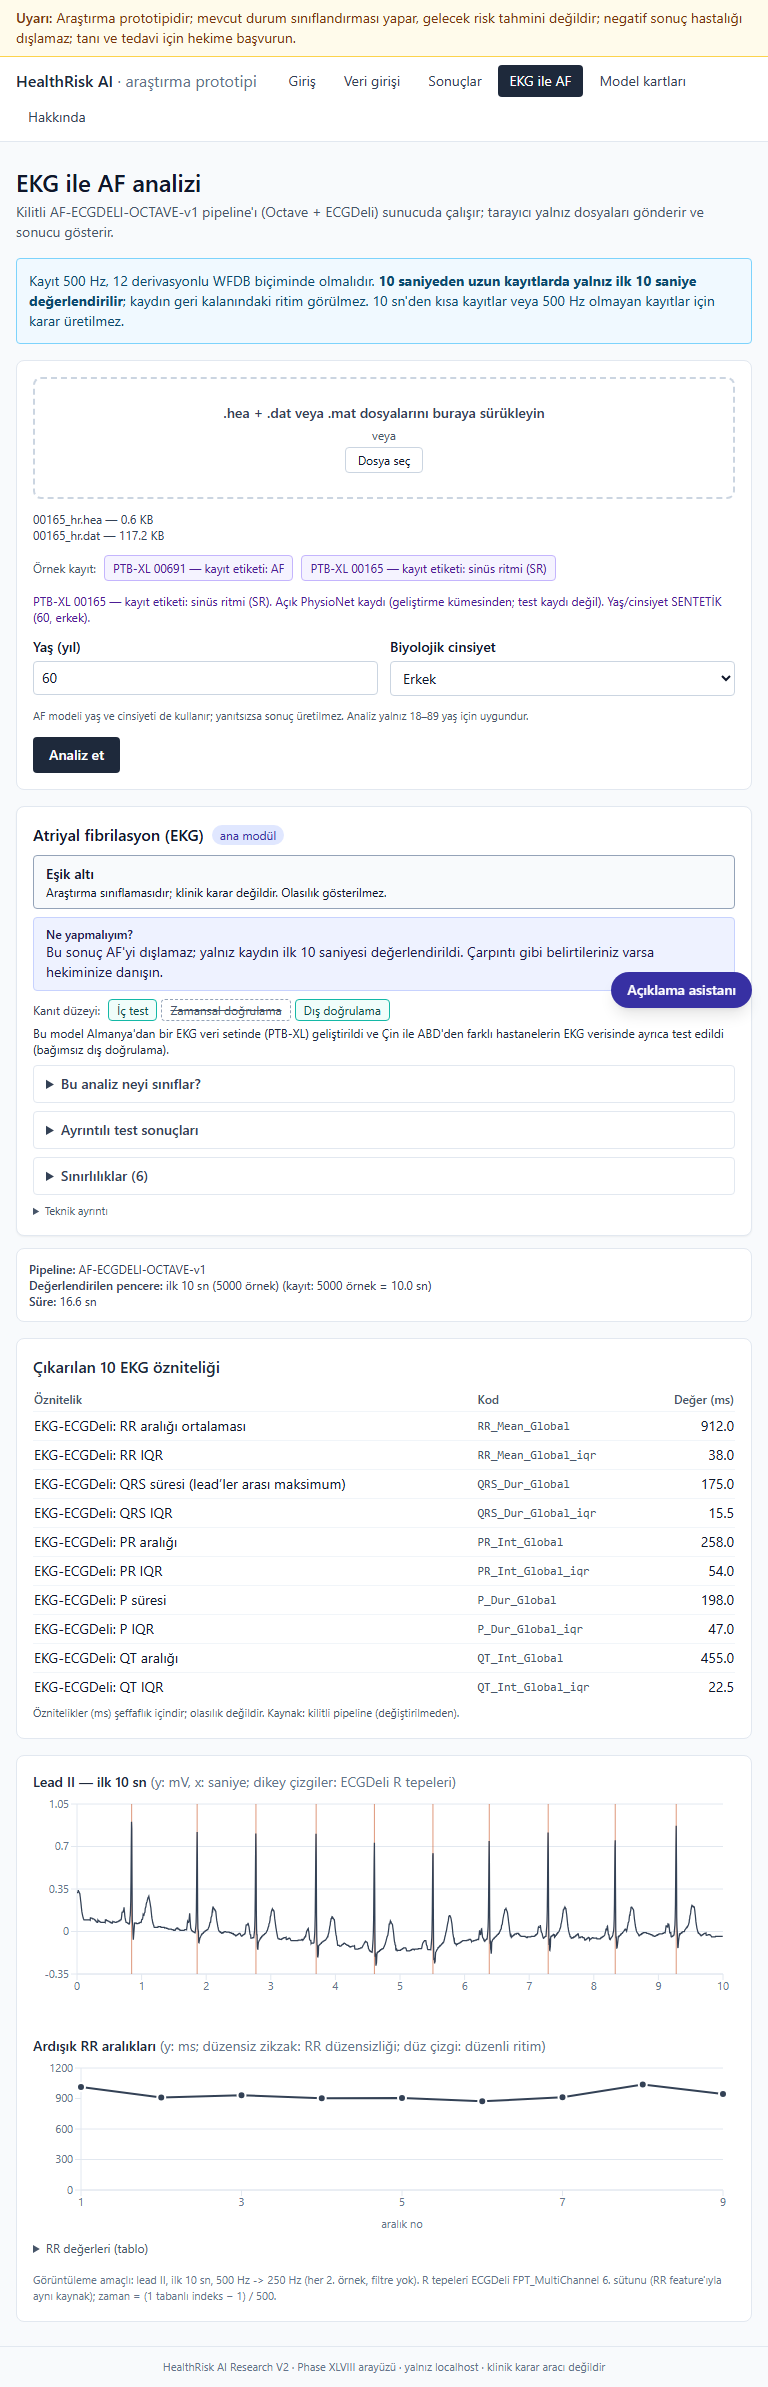 Uyarı: Araştırma prototipidir; mevcut durum sınıflandırması yapar, gelecek risk tahmini değildir; negatif sonuç hastalığı
dışlamaz; tanı ve tedavi için hekime başvurun.
HealthRisk AI · araştırma prototipi
Giriş
Veri girişi
Sonuçlar
EKG ile AF
Model kartları
Hakkında
EKG ile AF analizi
Kilitli AF-ECGDELI-OCTAVE-v1 pipeline'ı (Octave + ECGDeli) sunucuda çalışır; tarayıcı yalnız dosyaları gönderir ve
sonucu gösterir.
Kayıt 500 Hz, 12 derivasyonlu WFDB biçiminde olmalıdır. 10 saniyeden uzun kayıtlarda yalnız ilk 10 saniye
değerlendirilir; kaydın geri kalanındaki ritim görülmez. 10 sn'den kısa kayıtlar veya 500 Hz olmayan kayıtlar için
karar üretilmez.
.hea + .dat veya .mat dosyalarını buraya sürükleyin
veya
Dosya seç
00165_hr.hea — 0.6 KB
00165_hr.dat — 117.2 KB
Örnek kayıt: PTB-XL 00691 — kayıt etiketi: AF PTB-XL 00165 — kayıt etiketi: sinüs ritmi (SR)
PTB-XL 00165 — kayıt etiketi: sinüs ritmi (SR). Açık PhysioNet kaydı (geliştirme kümesinden; test kaydı değil). Yaş/cinsiyet SENTETİK
(60, erkek).
Yaş (yıl) Biyolojik cinsiyet
60 Erkek
AF modeli yaş ve cinsiyeti de kullanır; yanıtsızsa sonuç üretilmez. Analiz yalnız 18–89 yaş için uygundur.
Analiz et
Atriyal fibrilasyon (EKG) ana modül
Eşik altı
Araştırma sınıflamasıdır; klinik karar değildir. Olasılık gösterilmez.
Ne yapmalıyım?
Bu sonuç AF'yi dışlamaz; yalnız kaydın ilk 10 saniyesi değerlendirildi. Çarpıntı gibi belirtileriniz varsa
hekiminize danışın.
Açıklama asistanı
Kanıt düzeyi: İç test Zamansal doğrulama Dış doğrulama
Bu model Almanya'dan bir EKG veri setinde (PTB-XL) geliştirildi ve Çin ile ABD'den farklı hastanelerin EKG verisinde ayrıca test edildi
(bağımsız dış doğrulama).
▶ Bu analiz neyi sınıflar?
▶ Ayrıntılı test sonuçları
▶ Sınırlılıklar (6)
▶ Teknik ayrıntı
Pipeline: AF-ECGDELI-OCTAVE-v1
Değerlendirilen pencere: ilk 10 sn (5000 örnek) (kayıt: 5000 örnek = 10.0 sn)
Süre: 16.6 sn
Çıkarılan 10 EKG özniteliği
Öznitelik Kod Değer (ms)
EKG-ECGDeli: RR aralığı ortalaması RR_Mean_Global 912.0
EKG-ECGDeli: RR IQR RR_Mean_Global_iqr 38.0
EKG-ECGDeli: QRS süresi (lead'ler arası maksimum) QRS_Dur_Global 175.0
EKG-ECGDeli: QRS IQR QRS_Dur_Global_iqr 15.5
EKG-ECGDeli: PR aralığı PR_Int_Global 258.0
EKG-ECGDeli: PR IQR PR_Int_Global_iqr 54.0
EKG-ECGDeli: P süresi P_Dur_Global 198.0
EKG-ECGDeli: P IQR P_Dur_Global_iqr 47.0
EKG-ECGDeli: QT aralığı QT_Int_Global 455.0
EKG-ECGDeli: QT IQR QT_Int_Global_iqr 22.5
Öznitelikler (ms) şeffaflık içindir; olasılık değildir. Kaynak: kilitli pipeline (değiştirilmeden).
Lead II — ilk 10 sn (y: mV, x: saniye; dikey çizgiler: ECGDeli R tepeleri)
1.05
0.7
0.35
0
-0.35
0 1 2 3 4 5 6 7 8 9 10
Ardışık RR aralıkları (y: ms; düzensiz zikzak: RR düzensizliği; düz çizgi: düzenli ritim)
1200
900
600
300
0
1 3 5 7 9
aralık no
▶ RR değerleri (tablo)
Görüntüleme amaçlı: lead II, ilk 10 sn, 500 Hz -> 250 Hz (her 2. örnek, filtre yok). R tepeleri ECGDeli FPT_MultiChannel 6. sütunu (RR feature'ıyla
aynı kaynak); zaman = (1 tabanlı indeks − 1) / 500.
HealthRisk AI Research V2 · Phase XLVIII arayüzü · yalnız localhost · klinik karar aracı değildir